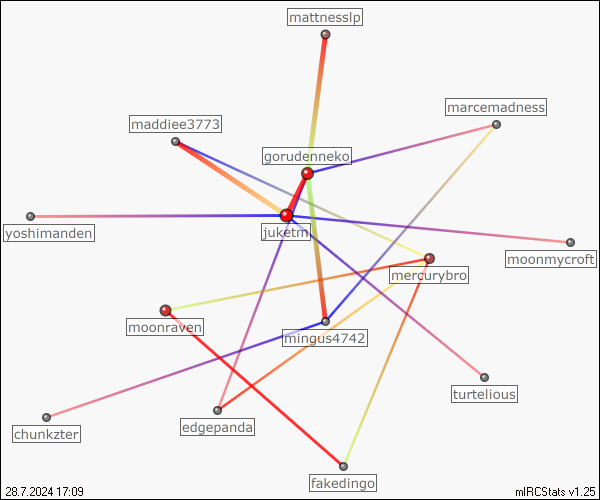 mattnesslp
marcemadness
maddiee3773
gorudenneko
yoshimanden
juketrn
moonmycroft
mercurybro
moonraven
mingus4742
turtelious
chunkzter
edgepanda
fakedingo
28.7.2024 17:09
mIRCStats v1.25